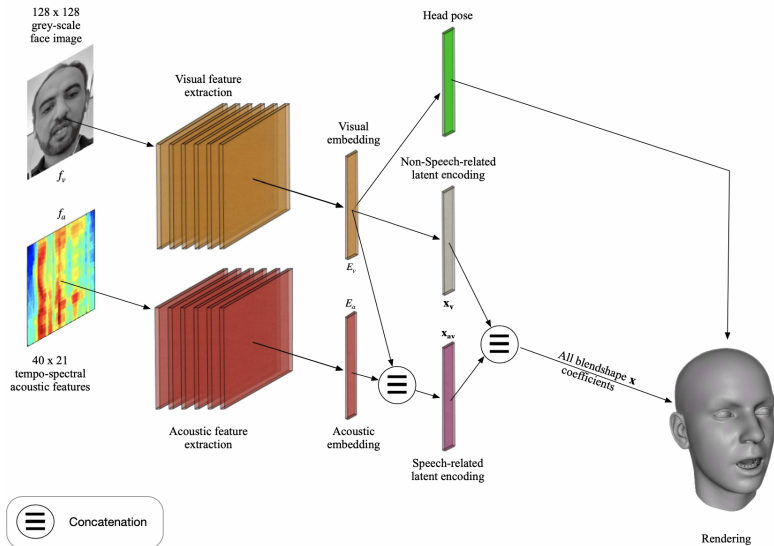 128 x 128
grey-scale
face image
f_v
f_a
40 x 21
tempo-spectral
acoustic features
Visual feature
extraction
Acoustic feature
extraction
Visual
embedding
E_v
E_a
Acoustic
embedding
Head pose
Non-Speech-related
latent encoding
x_v
x_av
Speech-related
latent encoding
All blendshape x
coefficients
Rendering
Concatenation